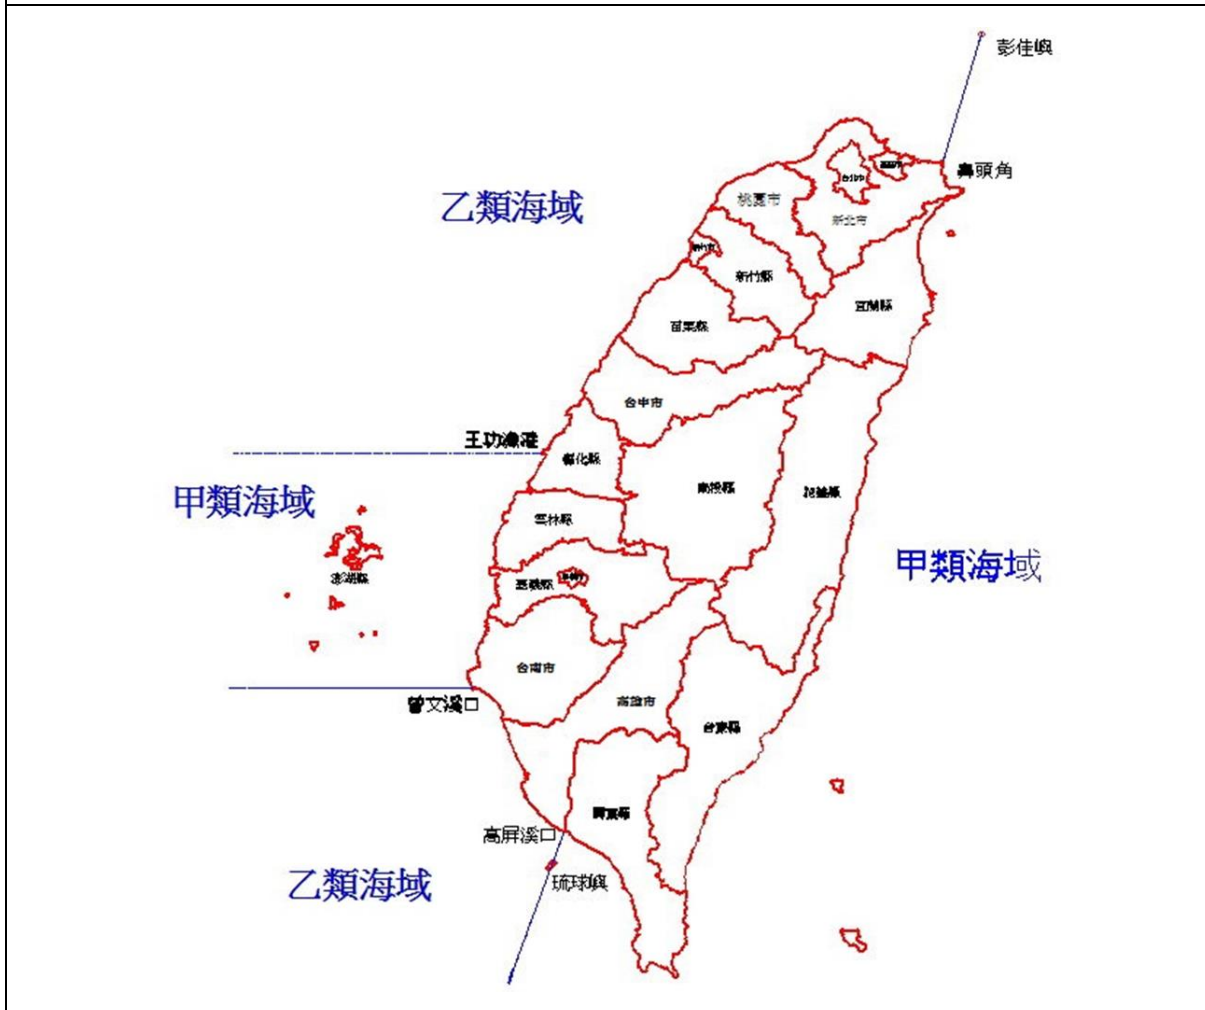 彭佳嶼
鼻頭角
乙類海域
桃園市
台北市
新北市
新竹縣
宜蘭縣
苗栗縣
台中市
王功漁港
彰化縣
甲類海域
南投縣
花蓮縣
雲林縣
甲類海域
澎湖縣
嘉義縣
台南市
曾文溪口
高雄市
台東縣
屏東縣
高屏溪口
乙類海域
琉球嶼